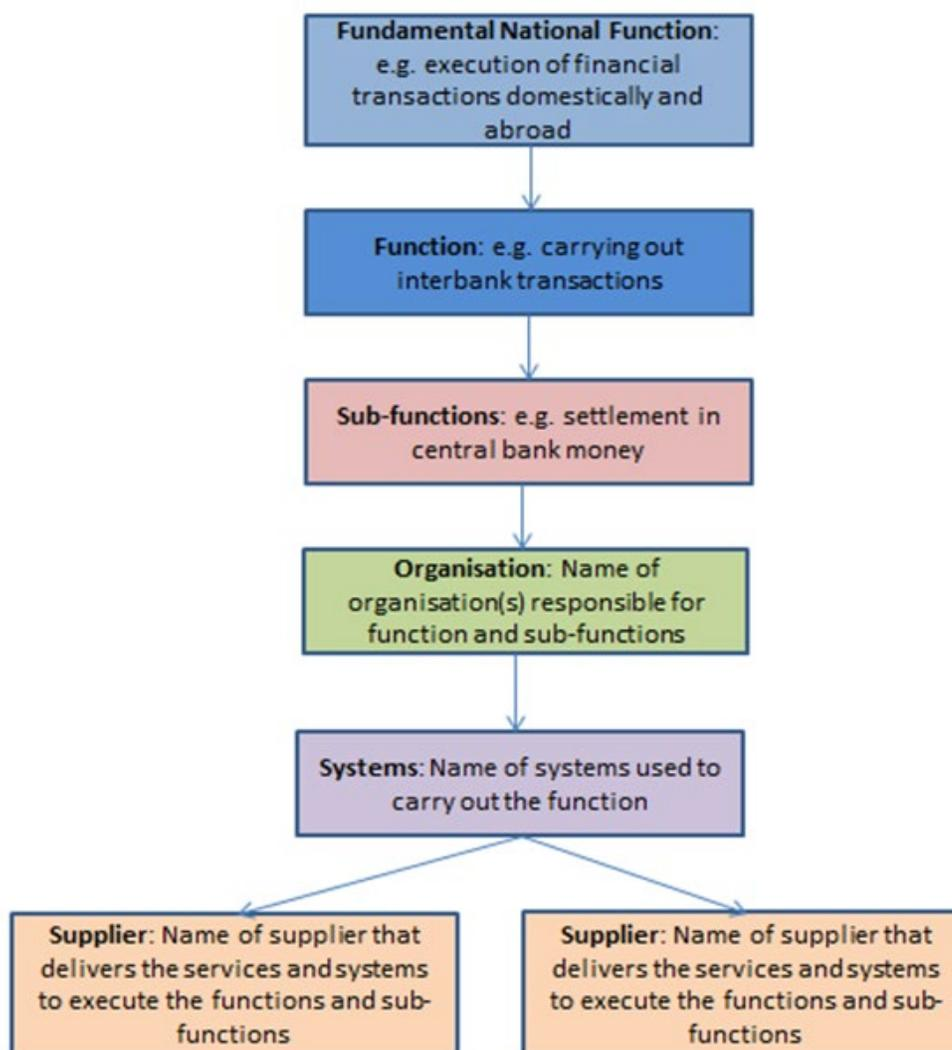 Fundamental National Function:
e.g. execution of financial
transactions domestically and
abroad
Function: e.g. carrying out
interbank transactions
Sub-functions: e.g. settlement in
central bank money
Organisation: Name of
organisation(s) responsible for
function and sub-functions
Systems: Name of systems used to
carry out the function
Supplier: Name of supplier that
delivers the services and systems
to execute the functions and sub-
functions
Supplier: Name of supplier that
delivers the services and systems
to execute the functions and sub-
functions